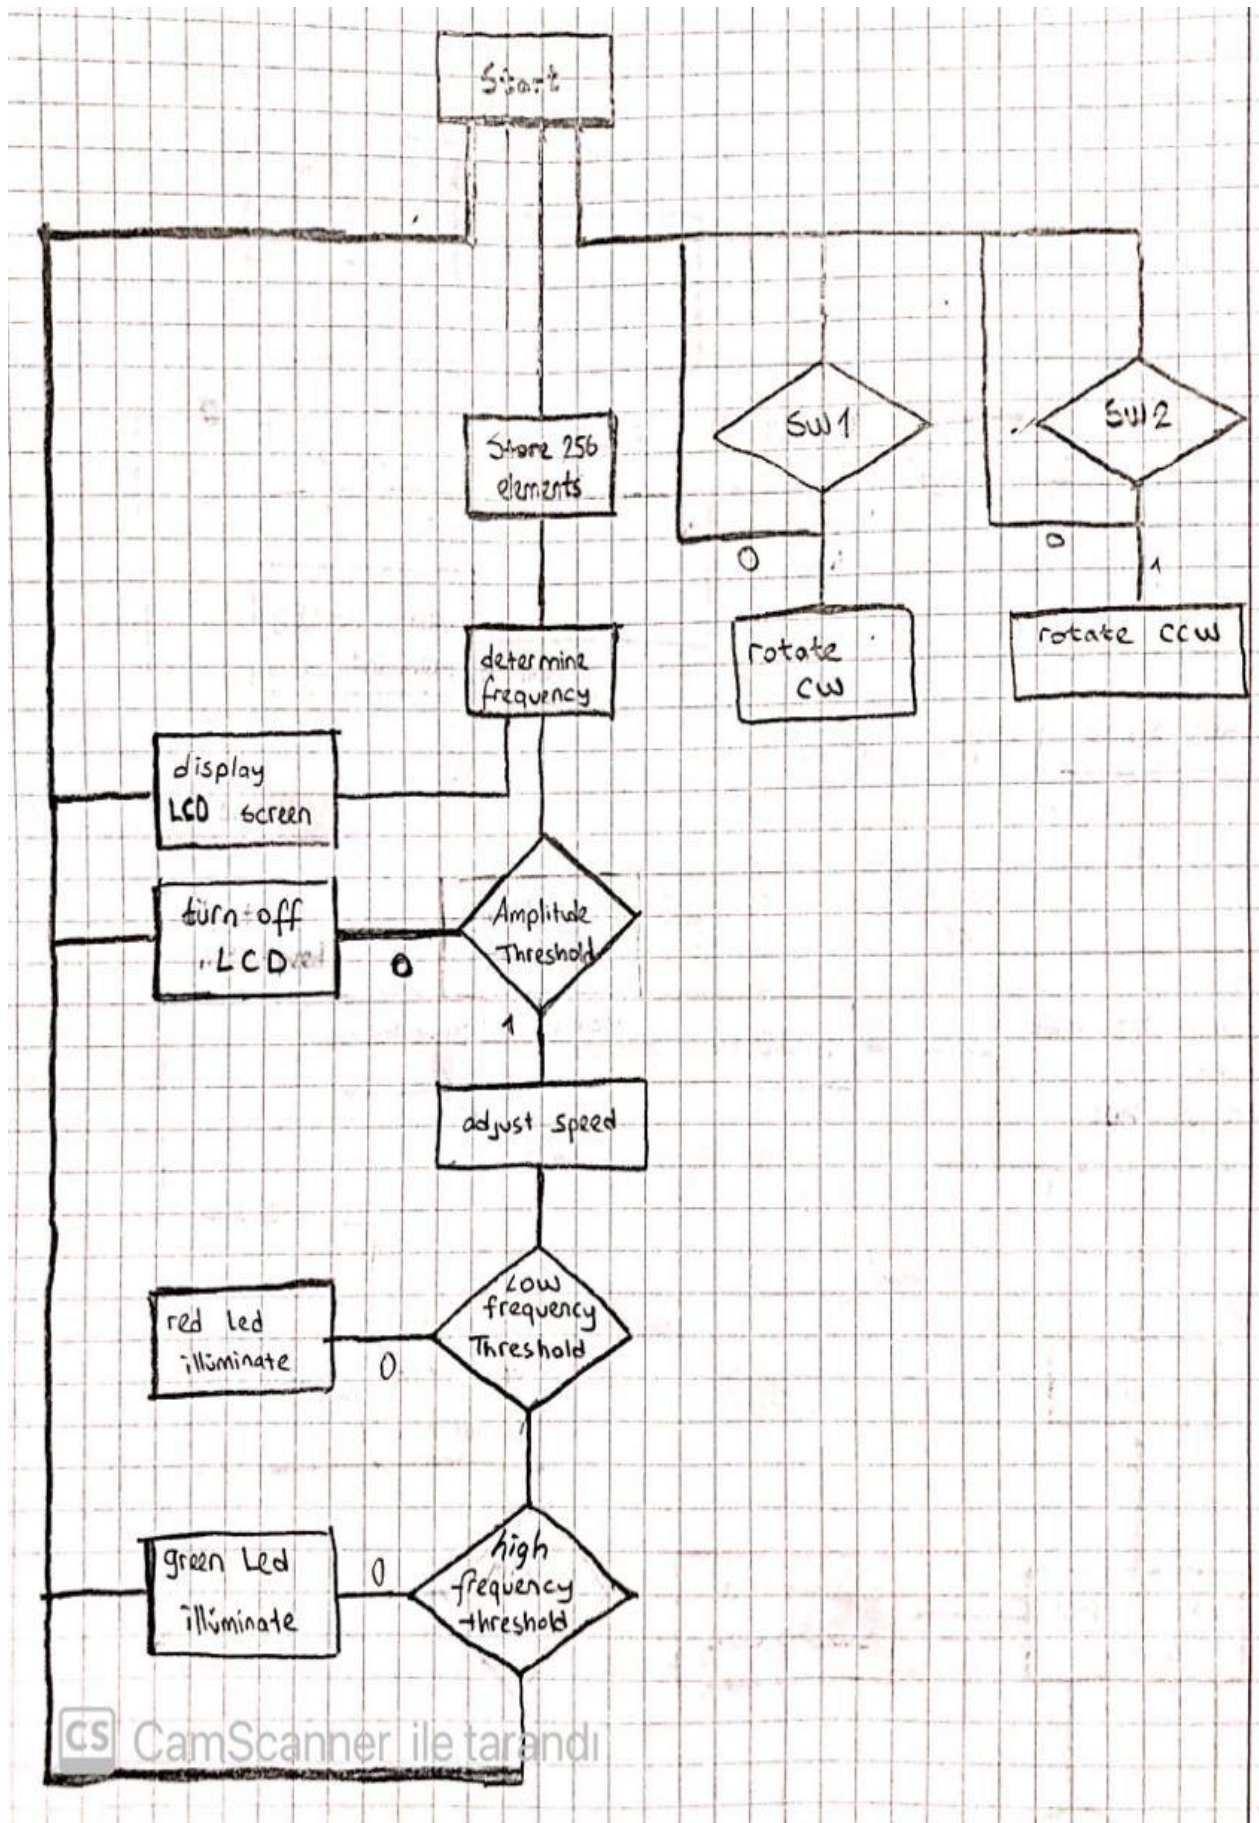 Start
SW1
SW2
Store 256
elements
0
0
1
rotate
CW
rotate CCW
determine
frequency
display
LCD screen
turn-off
LCD
0
Amplitude
Threshold
1
adjust speed
red led
illuminate
0
Low
frequency
Threshold
green Led
illuminate
0
high
frequency
threshold
CS CamScanner ile tarandı